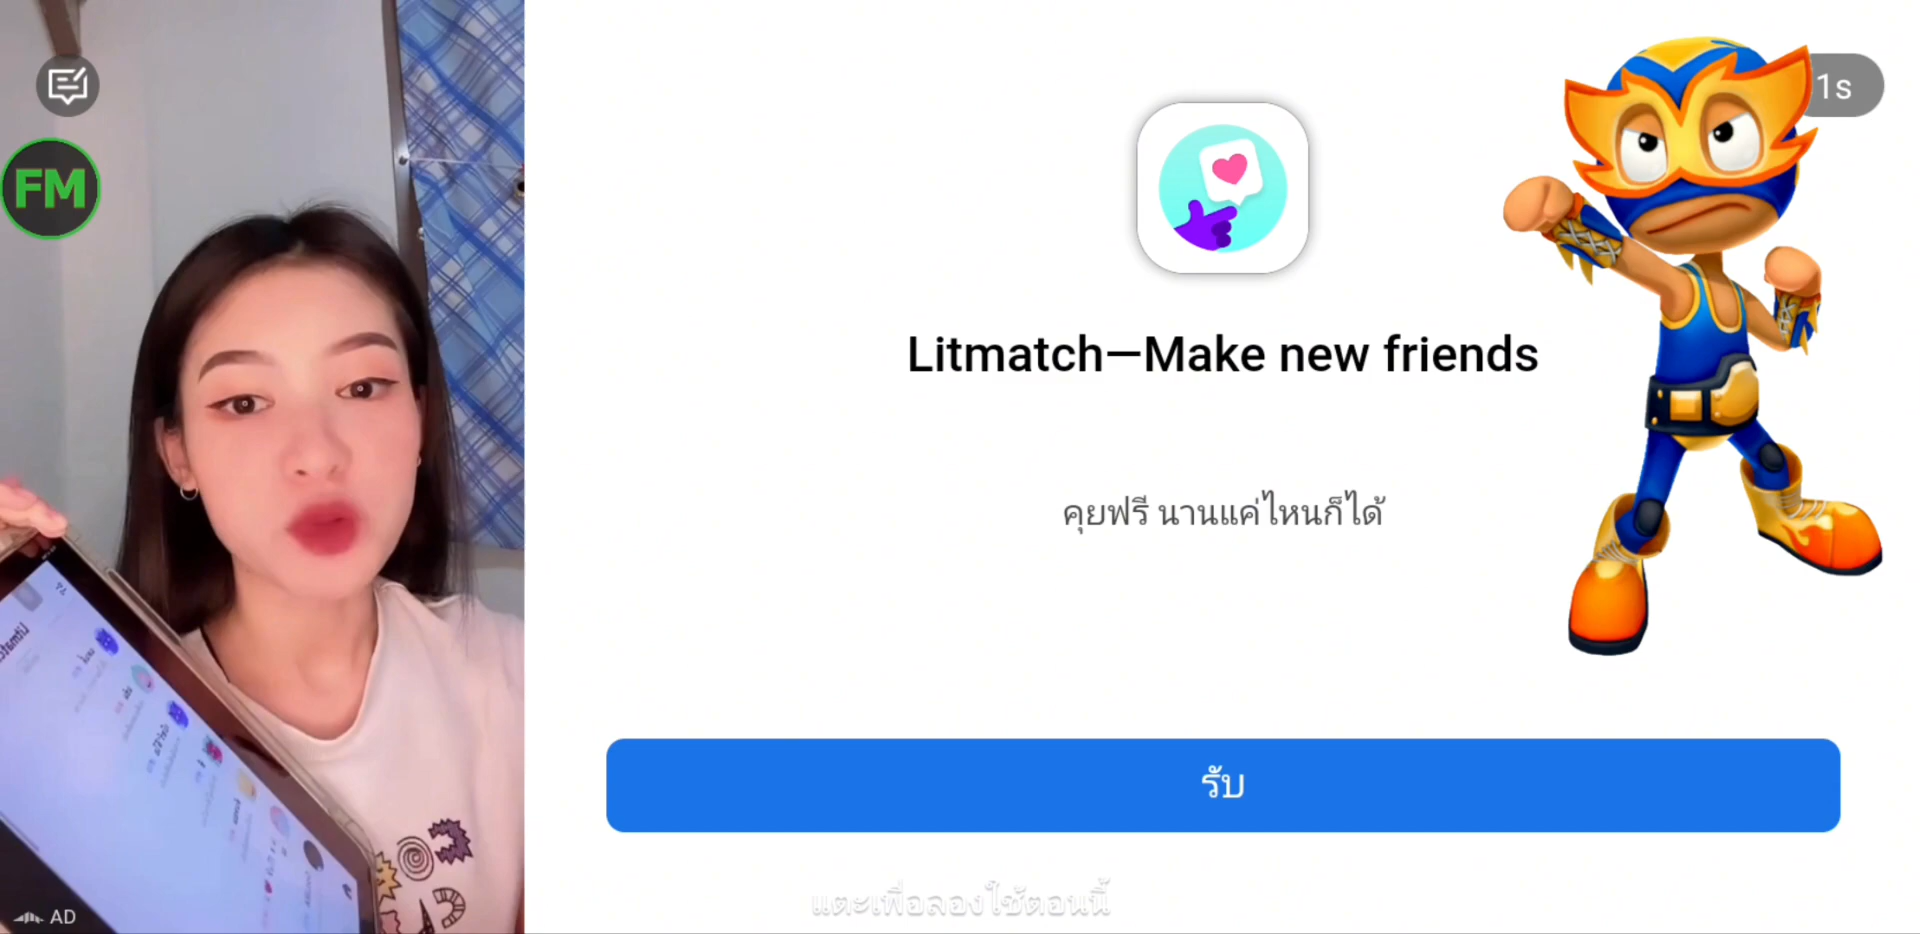 FM
1s
Litmatch—Make new friends
คุยฟรี นานแค่ไหนก็ได้
รับ
แตะเพื่อลองใช้ตอนนี้
AD